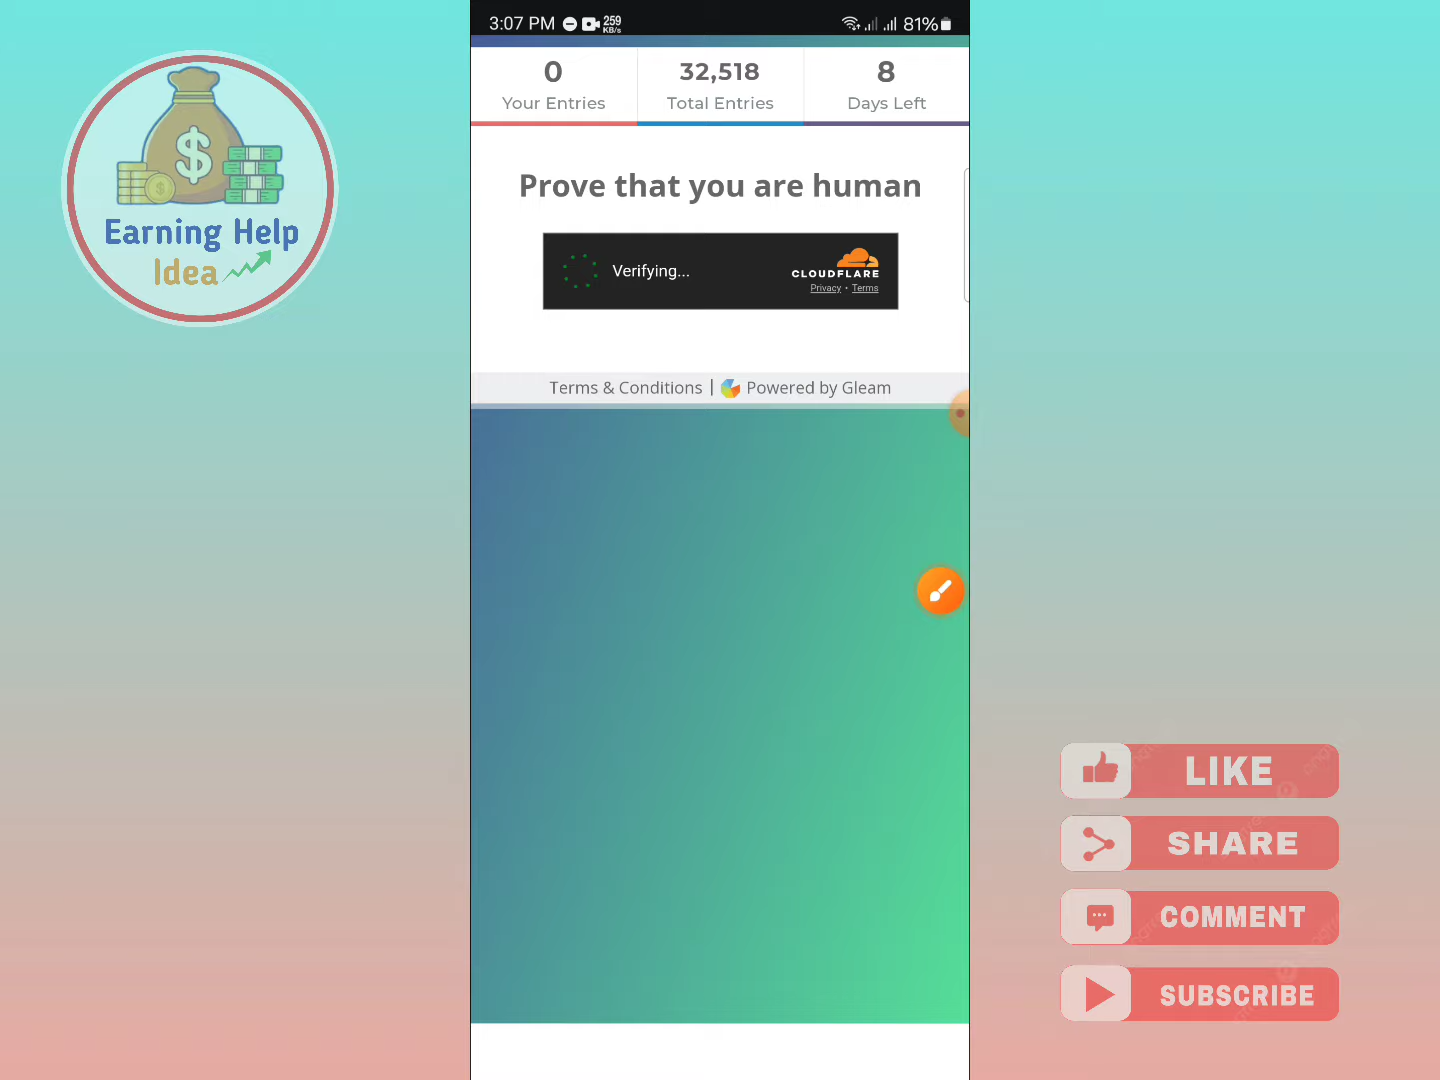 3:07 PM 259 KB/s 81%
0 32,518 8
Your Entries Total Entries Days Left
Prove that you are human
Verifying...
CLOUDFLARE
Privacy • Terms
Terms & Conditions | Powered by Gleam
$
$
Earning Help
Idea
LIKE
SHARE
COMMENT
SUBSCRIBE